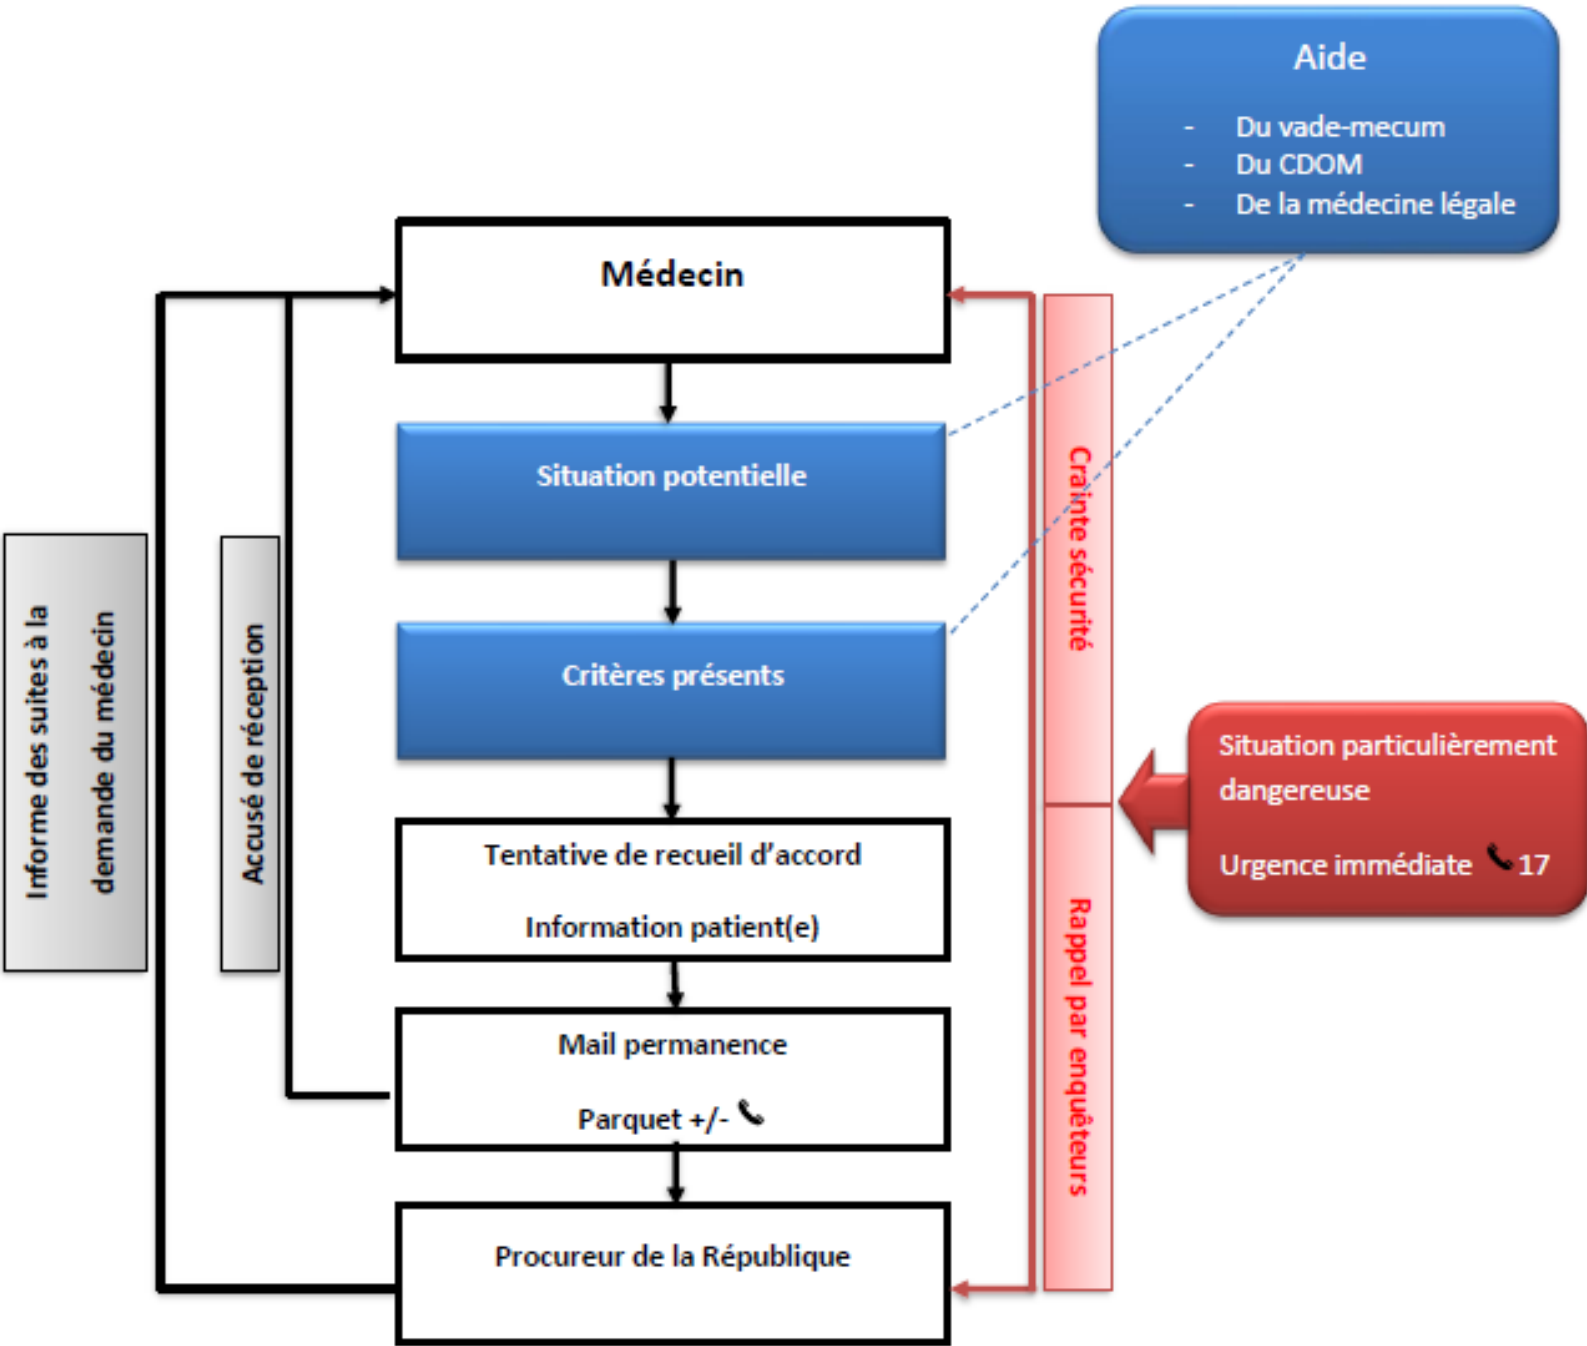 Aide
- Du vade-mecum
- Du CDOM
- De la médecine légale
Médecin
Situation potentielle
Critères présents
Tentative de recueil d'accord
Information patient(e)
Mail permanence
Parquet +/-
Procureur de la République
Informe des suites à la
demande du médecin
Accusé de réception
Crainte sécurité
Rappel par enquêteurs
Situation particulièrement
dangereuse
Urgence immédiate 17